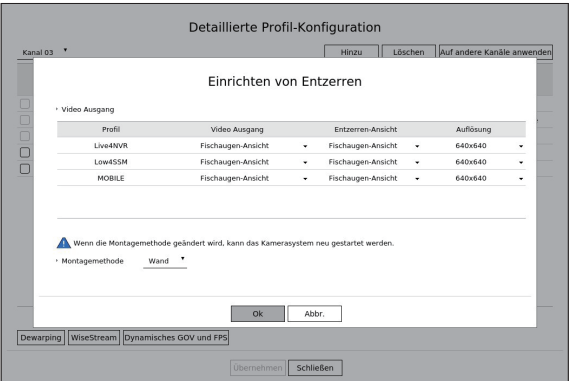 Detaillierte Profil-Konfiguration
Kanal 03 Hinzu Löschen Auf andere Kanäle anwenden
Einrichten von Entzerren
Video Ausgang
Profil Video Ausgang Entzerren-Ansicht Auflösung
Live4NVR Fischaugen-Ansicht Fischaugen-Ansicht 640x640
Low4SSM Fischaugen-Ansicht Fischaugen-Ansicht 640x640
MOBILE Fischaugen-Ansicht Fischaugen-Ansicht 640x640
Wenn die Montagemethode geändert wird, kann das Kamerasystem neu gestartet werden.
Montagemethode Wand
Ok Abbr.
Dewarping WiseStream Dynamisches GOV und FPS
Übernehmen Schließen